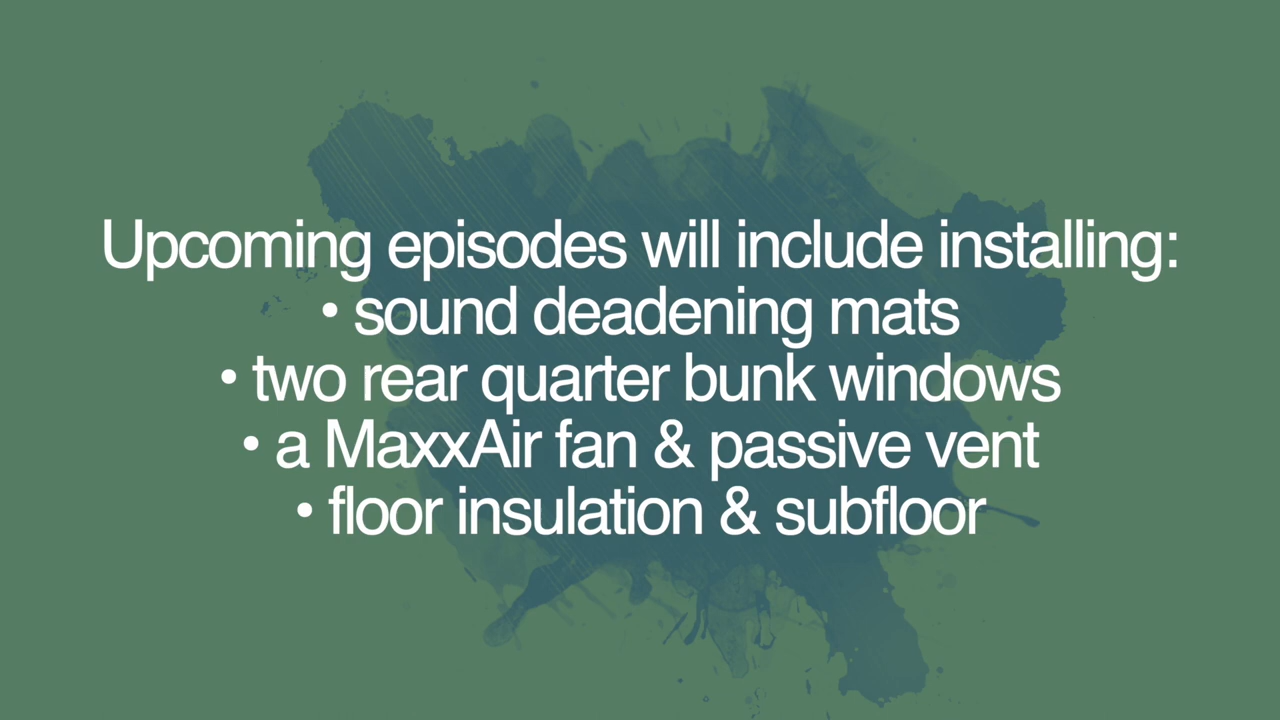 Upcoming episodes will include installing:
• sound deadening mats
• two rear quarter bunk windows
• a MaxxAir fan & passive vent
• floor insulation & subfloor